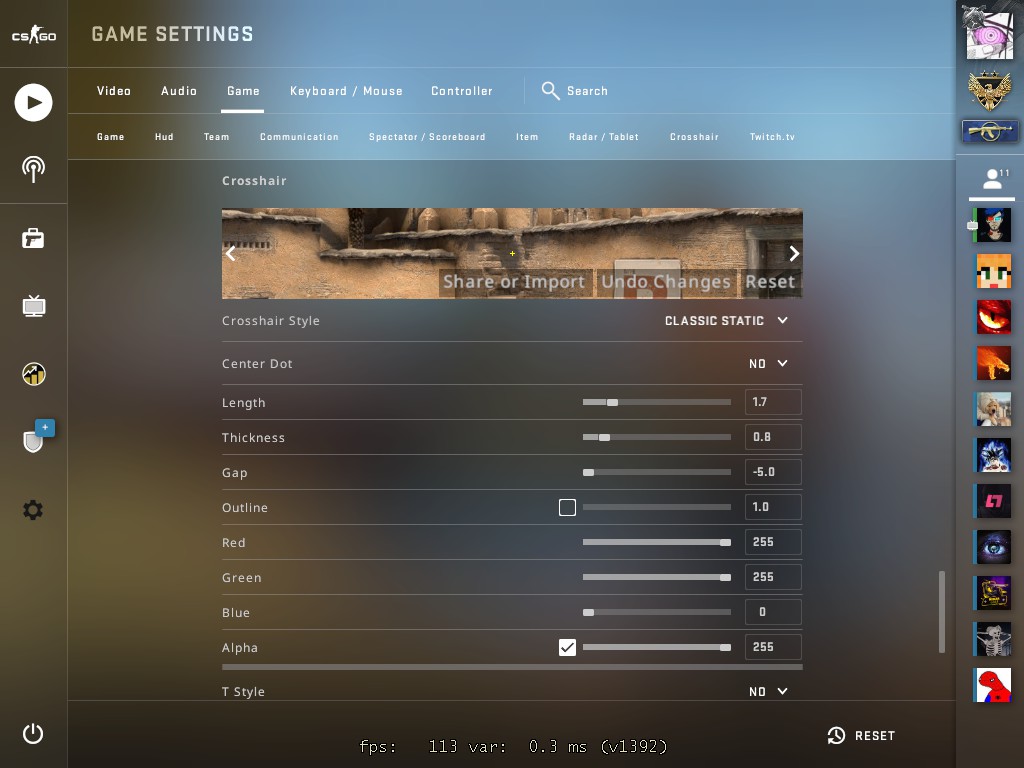 CS GO
GAME SETTINGS
Video Audio Game Keyboard / Mouse Controller Search
Game Hud Team Communication Spectator / Scoreboard Item Radar / Tablet Crosshair Twitch.tv
11
Crosshair
Share or Import Undo Changes Reset
Crosshair Style CLASSIC STATIC
Center Dot NO
Length 1.7
Thickness 0.8
Gap -5.0
Outline 1.0
Red 255
Green 255
Blue 0
Alpha 255
T Style NO
RESET
fps: 113 var: 0.3 ms (v1392)